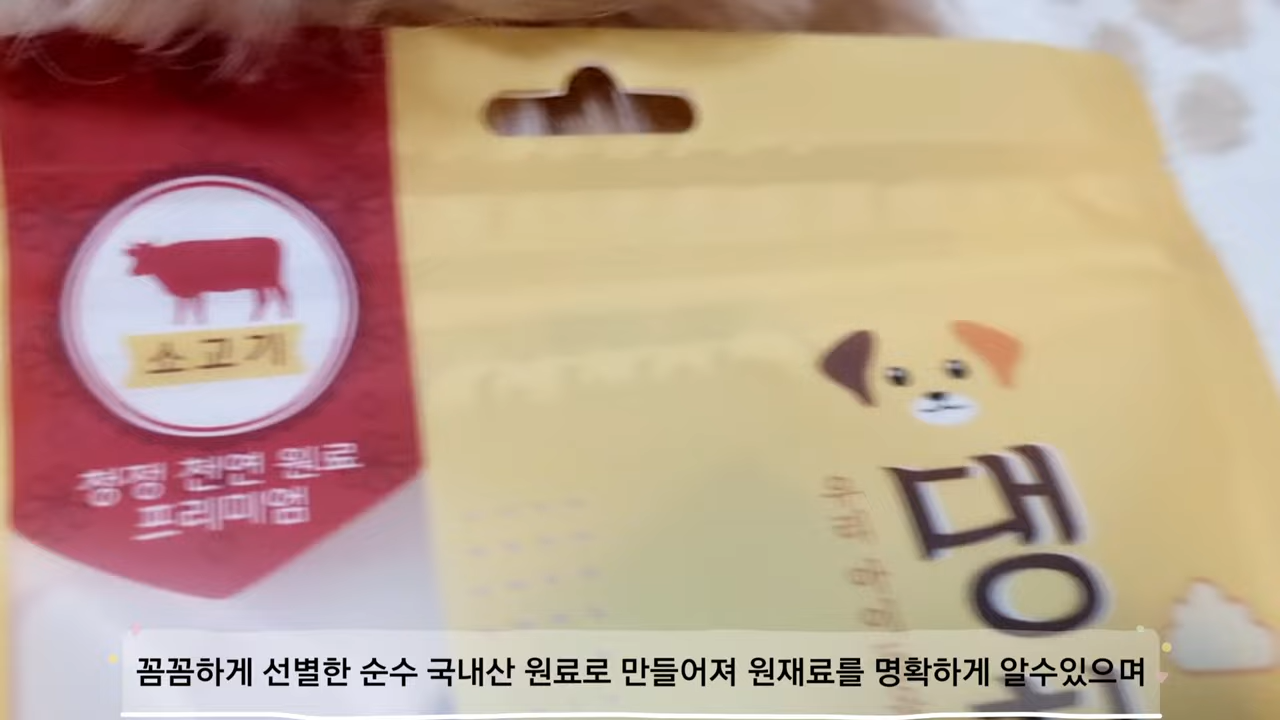 소고기
청정 천연 원료
프리미엄
댕
꼼꼼하게 선별한 순수 국내산 원료로 만들어져 원재료를 명확하게 알수있으며